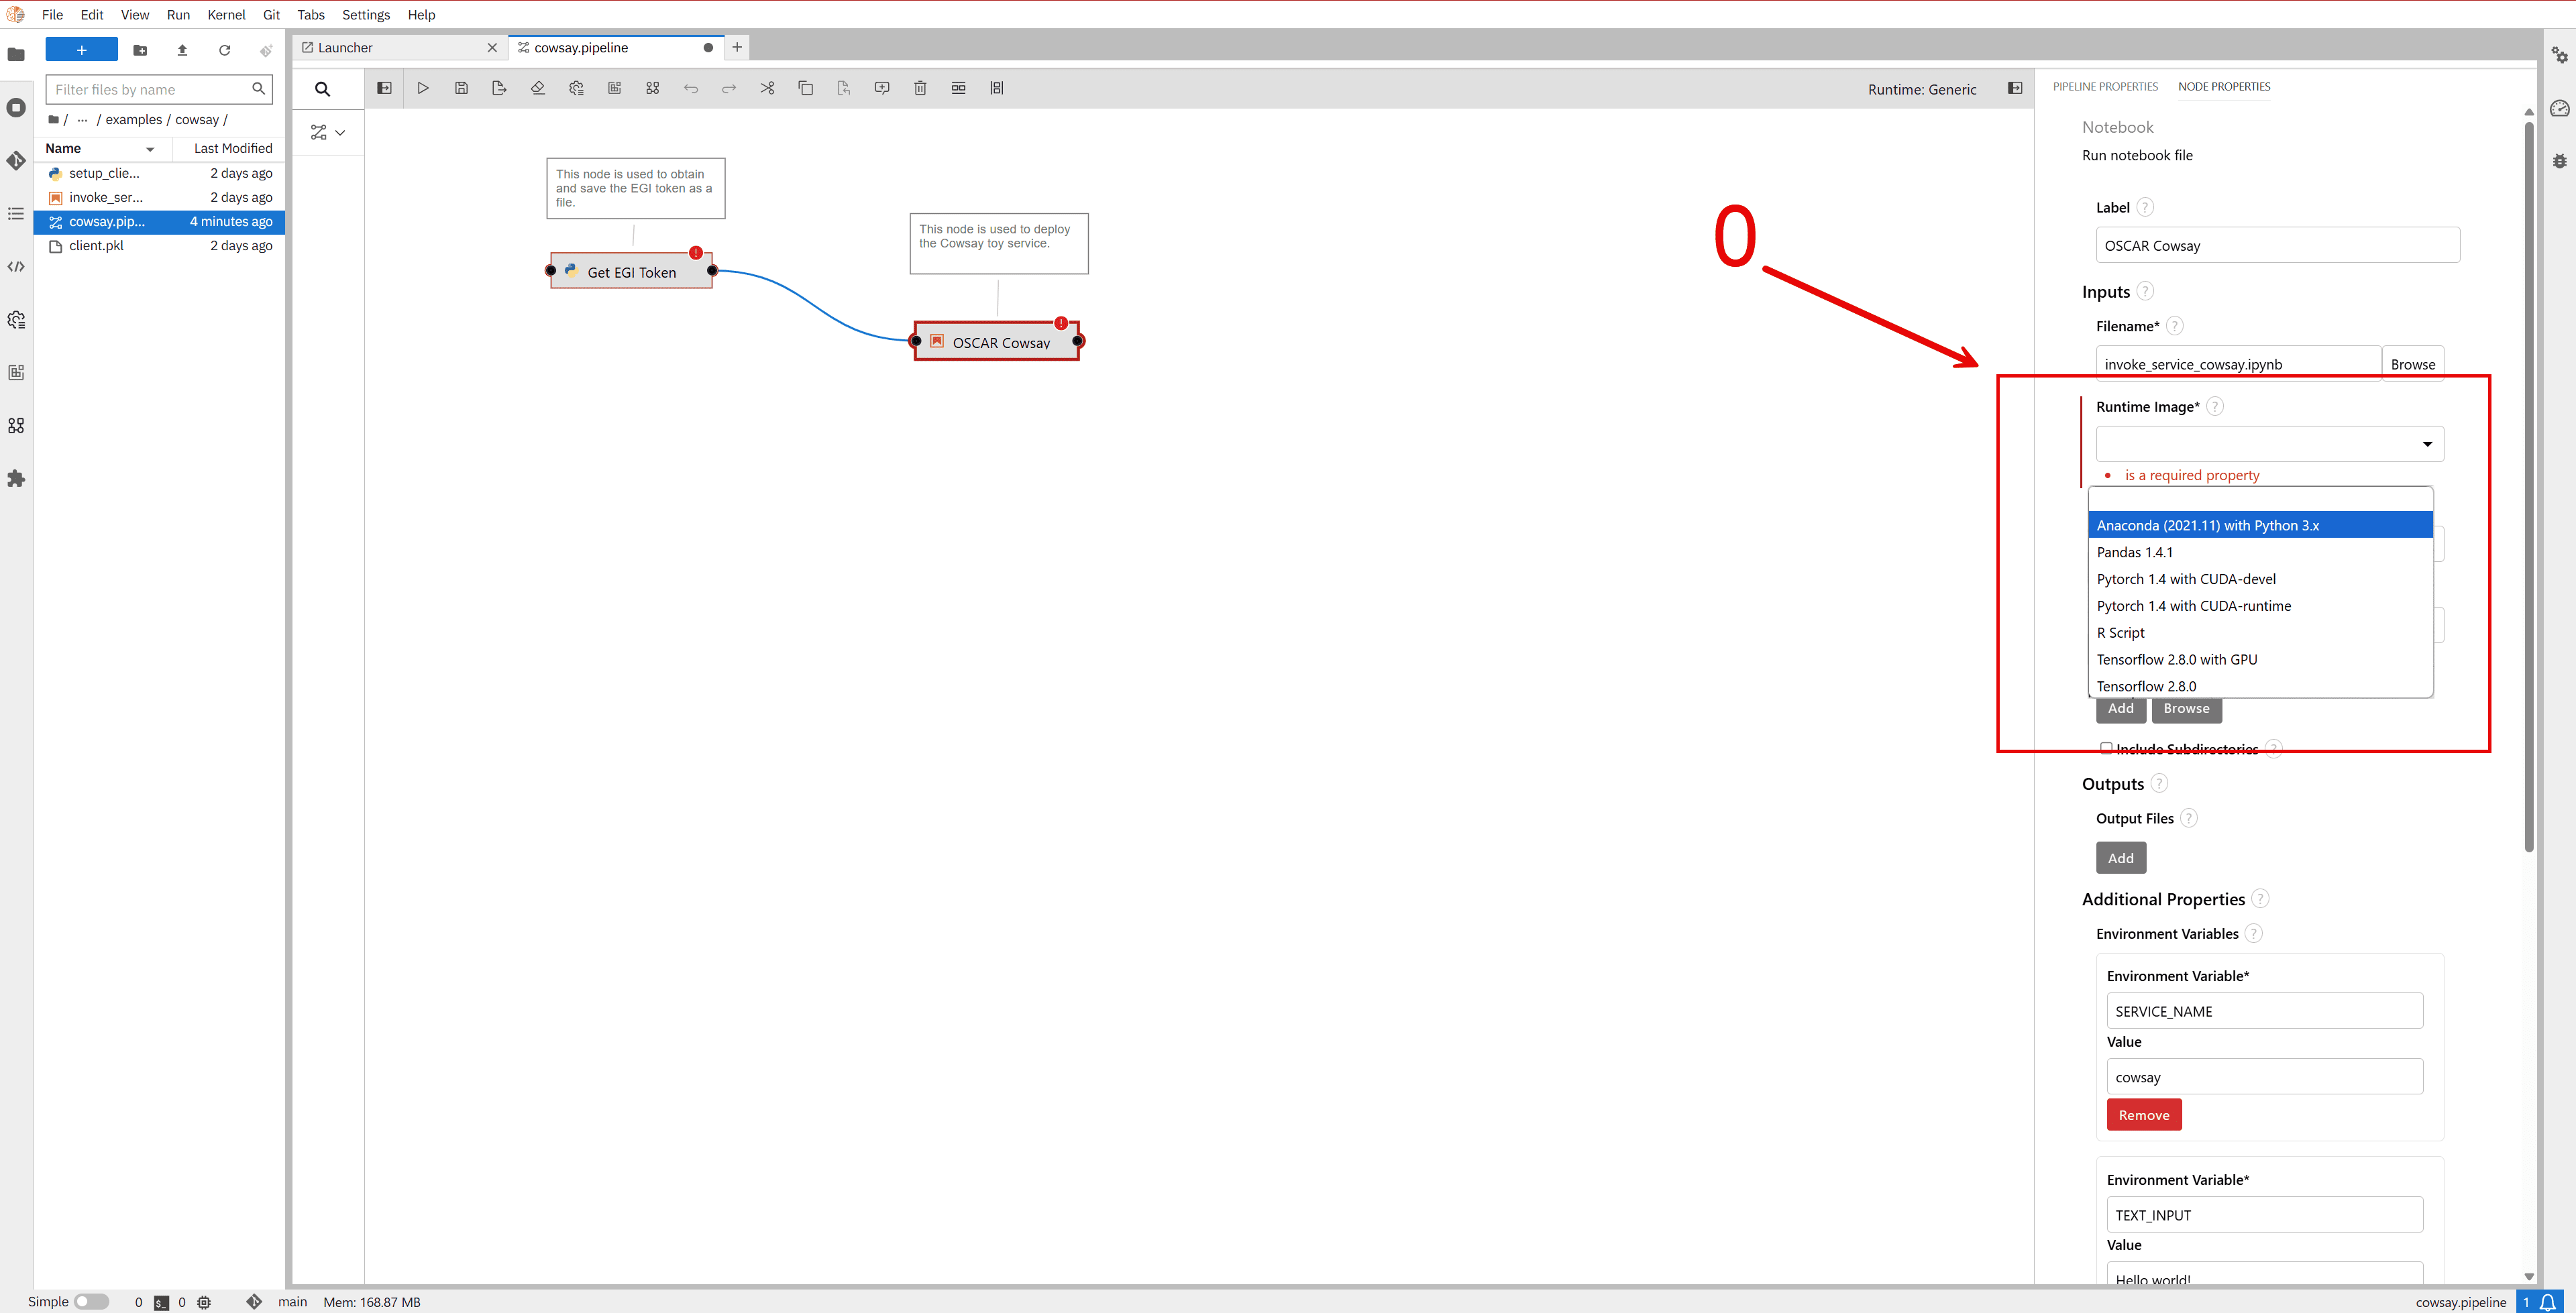 File Edit View Run Kernel Git Tabs Settings Help
+
Filter files by name
/ ... / examples / cowsay /
Name Last Modified
setup_clie... 2 days ago
invoke_ser... 2 days ago
cowsay.pip... 4 minutes ago
client.pkl 2 days ago
Launcher
cowsay.pipeline
+
Runtime: Generic
This node is used to obtain
and save the EGI token as a
file.
Get EGI Token
!
This node is used to deploy
the Cowsay toy service.
OSCAR Cowsay
!
0
PIPELINE PROPERTIES NODE PROPERTIES
Notebook
Run notebook file
Label ?
OSCAR Cowsay
Inputs ?
Filename* ?
invoke_service_cowsay.ipynb Browse
Runtime Image* ?
• is a required property
Anaconda (2021.11) with Python 3.x
Pandas 1.4.1
Pytorch 1.4 with CUDA-devel
Pytorch 1.4 with CUDA-runtime
R Script
Tensorflow 2.8.0 with GPU
Tensorflow 2.8.0
Add Browse
Include Subdirectories ?
Outputs ?
Output Files ?
Add
Additional Properties ?
Environment Variables ?
Environment Variable*
SERVICE_NAME
Value
cowsay
Remove
Environment Variable*
TEXT_INPUT
Value
Hello world!
Simple 0 $_ 0 main Mem: 168.87 MB cowsay.pipeline 1